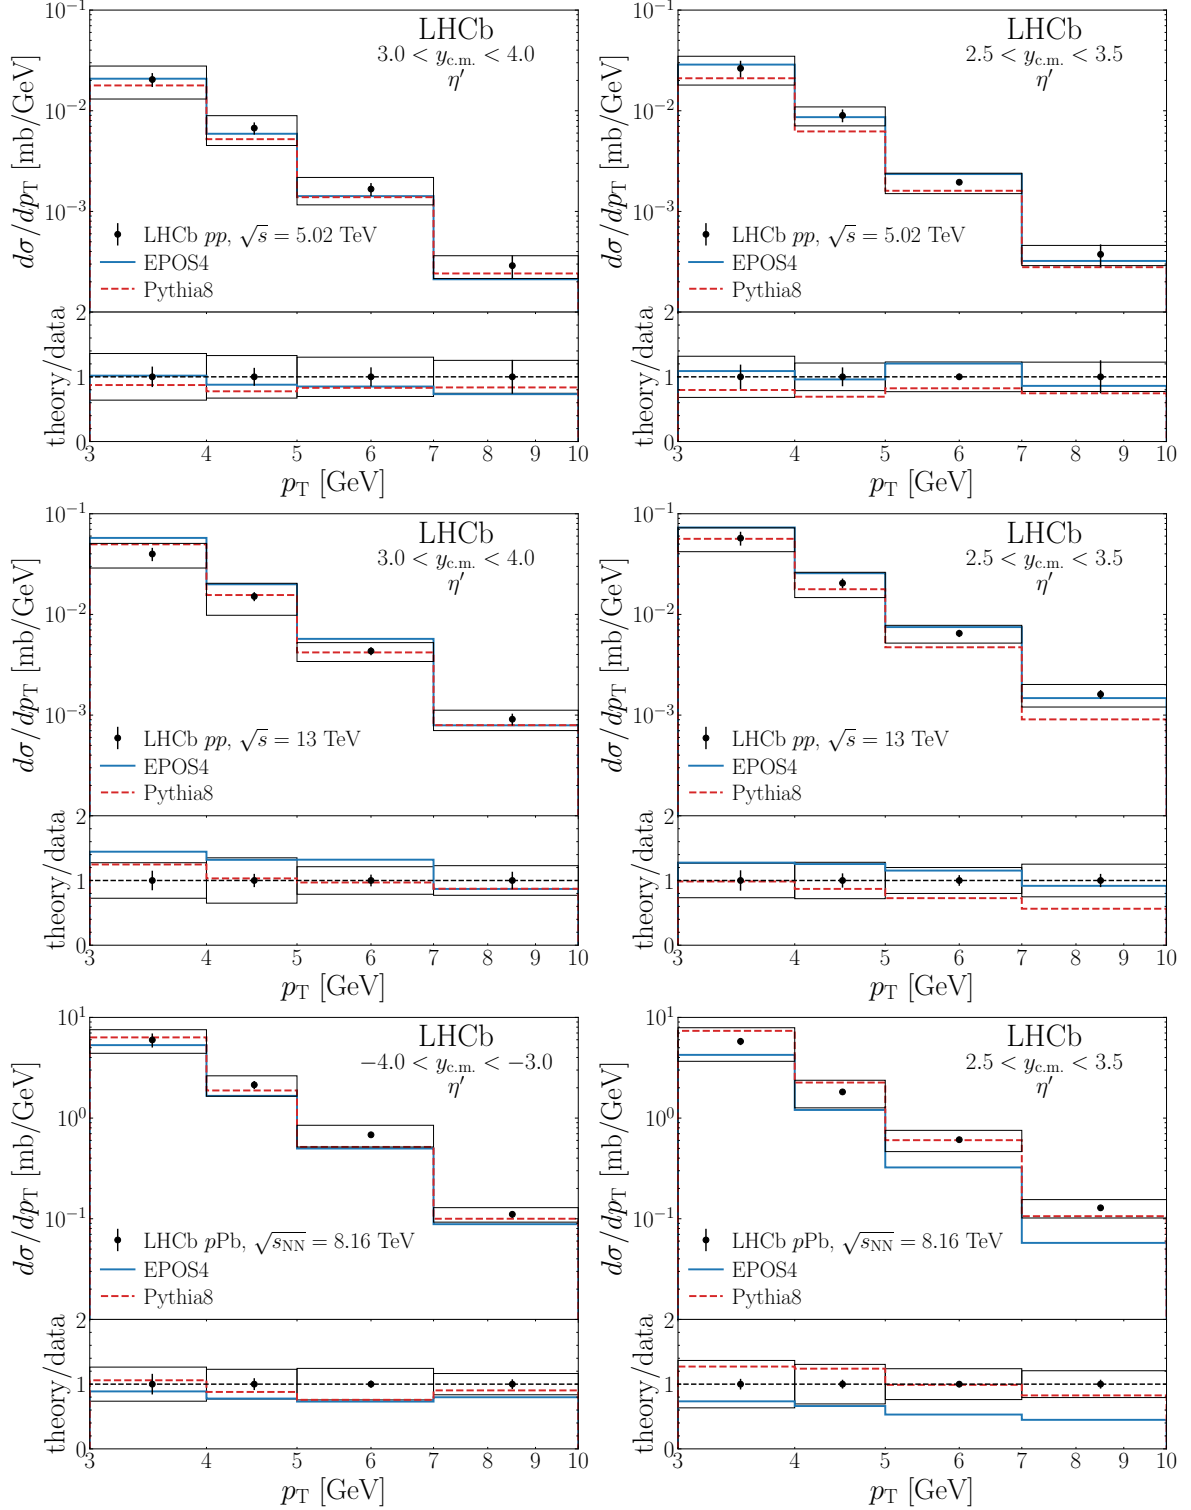 LHCb
3.0 < y_c.m. < 4.0
η′
dσ/dp_T [mb/GeV]
10⁻¹
10⁻²
10⁻³
LHCb pp, √s = 5.02 TeV
EPOS4
Pythia8
theory/data
2
1
0
3 4 5 6 7 8 9 10
p_T [GeV]
LHCb
2.5 < y_c.m. < 3.5
η′
dσ/dp_T [mb/GeV]
10⁻¹
10⁻²
10⁻³
LHCb pp, √s = 5.02 TeV
EPOS4
Pythia8
theory/data
2
1
0
3 4 5 6 7 8 9 10
p_T [GeV]
LHCb
3.0 < y_c.m. < 4.0
η′
dσ/dp_T [mb/GeV]
10⁻¹
10⁻²
10⁻³
LHCb pp, √s = 13 TeV
EPOS4
Pythia8
theory/data
2
1
0
3 4 5 6 7 8 9 10
p_T [GeV]
LHCb
2.5 < y_c.m. < 3.5
η′
dσ/dp_T [mb/GeV]
10⁻¹
10⁻²
10⁻³
LHCb pp, √s = 13 TeV
EPOS4
Pythia8
theory/data
2
1
0
3 4 5 6 7 8 9 10
p_T [GeV]
LHCb
−4.0 < y_c.m. < −3.0
η′
dσ/dp_T [mb/GeV]
10¹
10⁰
10⁻¹
LHCb pPb, √s_NN = 8.16 TeV
EPOS4
Pythia8
theory/data
2
1
0
3 4 5 6 7 8 9 10
p_T [GeV]
LHCb
2.5 < y_c.m. < 3.5
η′
dσ/dp_T [mb/GeV]
10¹
10⁰
10⁻¹
LHCb pPb, √s_NN = 8.16 TeV
EPOS4
Pythia8
theory/data
2
1
0
3 4 5 6 7 8 9 10
p_T [GeV]